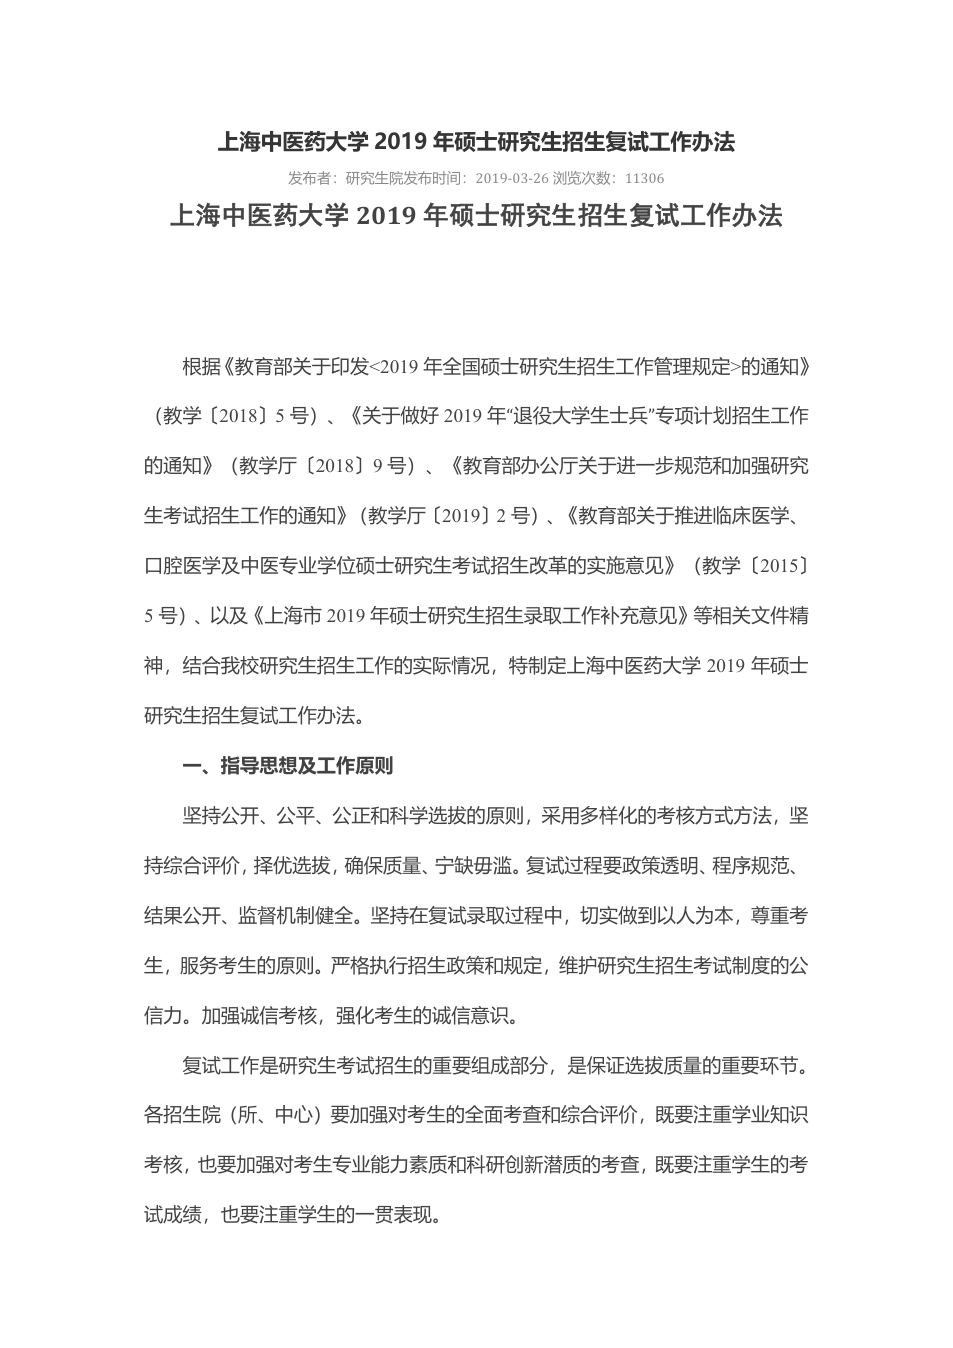 上海中医药大学 2019 年硕士研究生招生复试工作办法
发布者：研究生院发布时间：2019-03-26 浏览次数：11306
上海中医药大学 2019 年硕士研究生招生复试工作办法
根据《教育部关于印发<2019 年全国硕士研究生招生工作管理规定>的通知》
（教学〔2018〕5 号）、《关于做好 2019 年“退役大学生士兵”专项计划招生工作
的通知》（教学厅〔2018〕9 号）、《教育部办公厅关于进一步规范和加强研究
生考试招生工作的通知》（教学厅〔2019〕2 号）、《教育部关于推进临床医学、
口腔医学及中医专业学位硕士研究生考试招生改革的实施意见》（教学〔2015〕
5 号）、以及《上海市 2019 年硕士研究生招生录取工作补充意见》等相关文件精
神，结合我校研究生招生工作的实际情况，特制定上海中医药大学 2019 年硕士
研究生招生复试工作办法。
一、指导思想及工作原则
坚持公开、公平、公正和科学选拔的原则，采用多样化的考核方式方法，坚
持综合评价，择优选拔，确保质量、宁缺毋滥。复试过程要政策透明、程序规范、
结果公开、监督机制健全。坚持在复试录取过程中，切实做到以人为本，尊重考
生，服务考生的原则。严格执行招生政策和规定，维护研究生招生考试制度的公
信力。加强诚信考核，强化考生的诚信意识。
复试工作是研究生考试招生的重要组成部分，是保证选拔质量的重要环节。
各招生院（所、中心）要加强对考生的全面考查和综合评价，既要注重学业知识
考核，也要加强对考生专业能力素质和科研创新潜质的考查，既要注重学生的考
试成绩，也要注重学生的一贯表现。